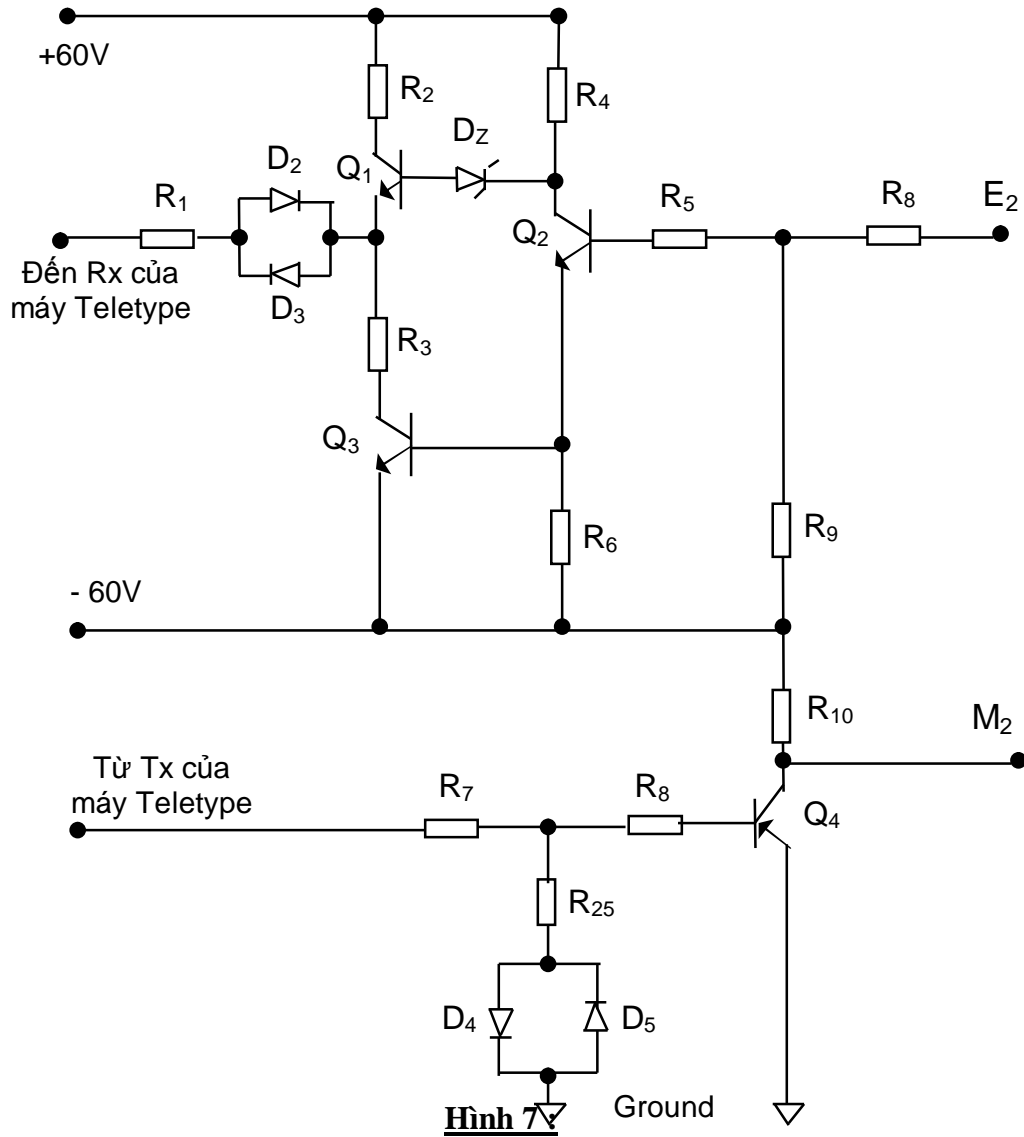 +60V
R2
R4
DZ
D2
Q1
R1
Q2
R5
R8
E2
Đến Rx của
máy Teletype
D3
R3
Q3
R6
R9
- 60V
R10
M2
Từ Tx của
máy Teletype
R7
R8
Q4
R25
D4
D5
Ground
Hình 7 :